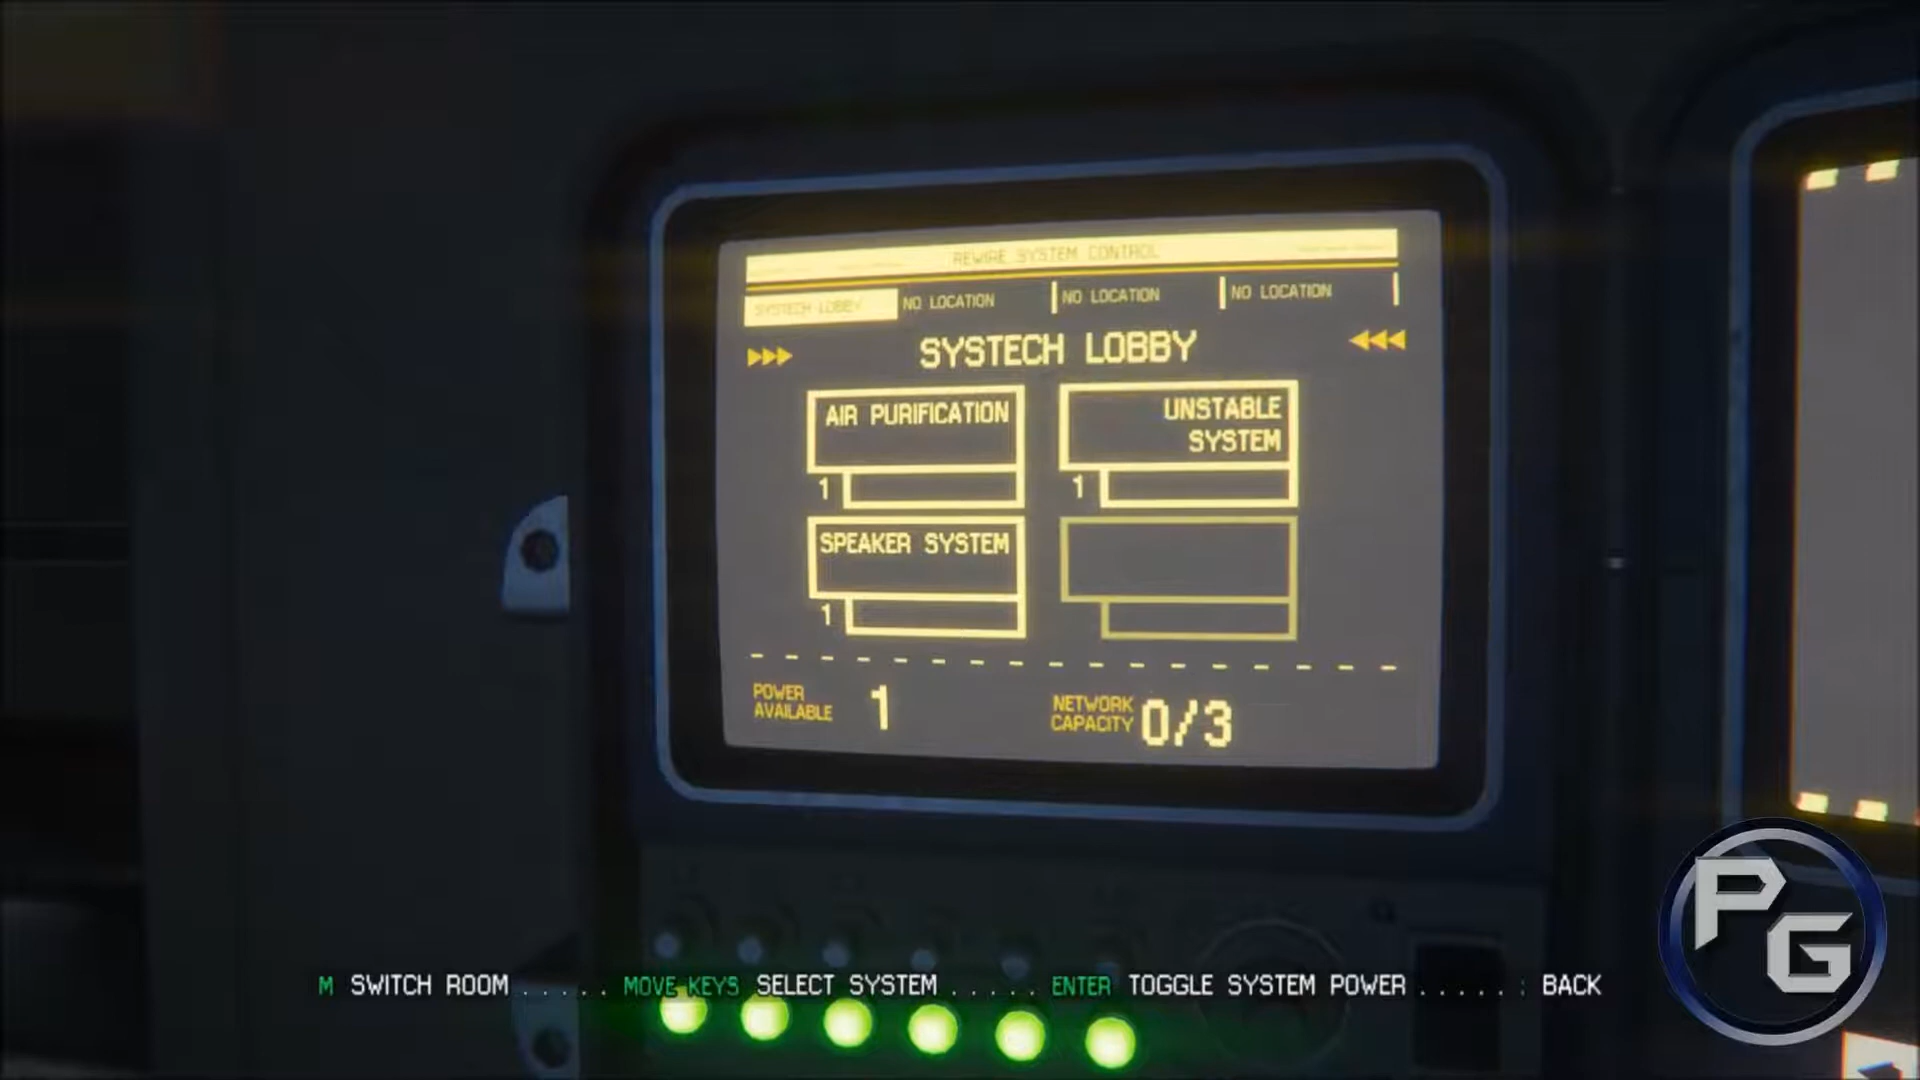 REWIRE SYSTEM CONTROL
SYSTECH LOBBY NO LOCATION NO LOCATION NO LOCATION
SYSTECH LOBBY
AIR PURIFICATION
1
UNSTABLE
SYSTEM
1
SPEAKER SYSTEM
1
POWER
AVAILABLE 1
NETWORK
CAPACITY 0/3
M SWITCH ROOM ..... MOVE KEYS SELECT SYSTEM ..... ENTER TOGGLE SYSTEM POWER ..... : BACK
PG